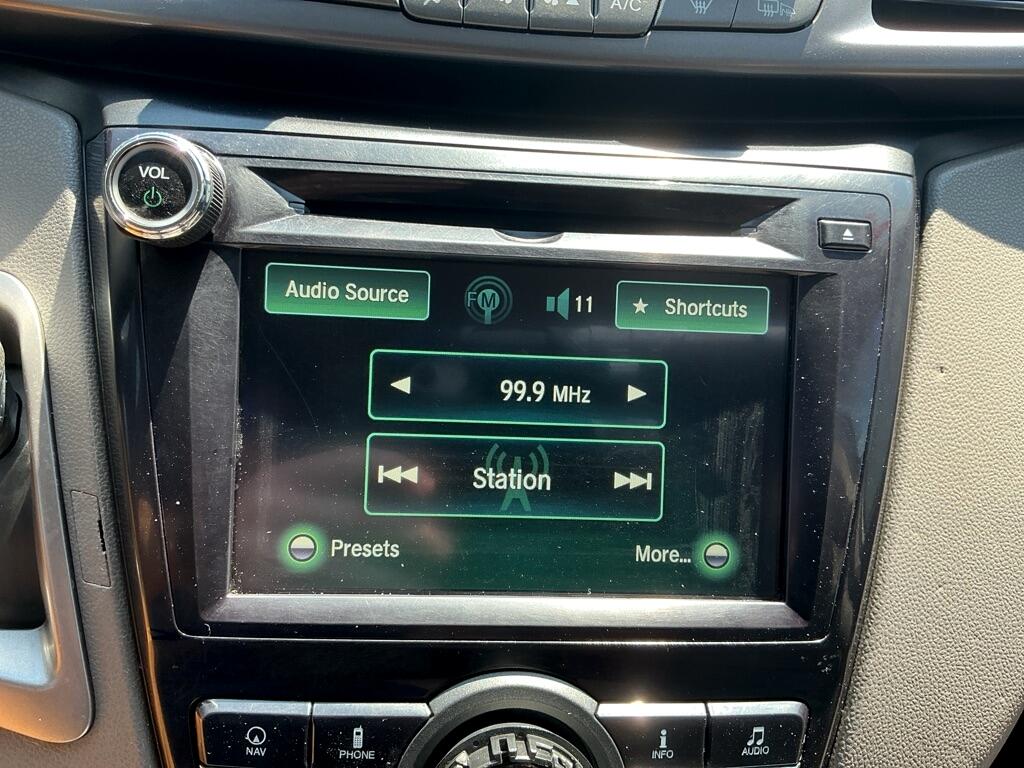 A/C
VOL
Audio Source
FM
11
Shortcuts
99.9 MHz
Station
Presets
More...
NAV
PHONE
INFO
AUDIO